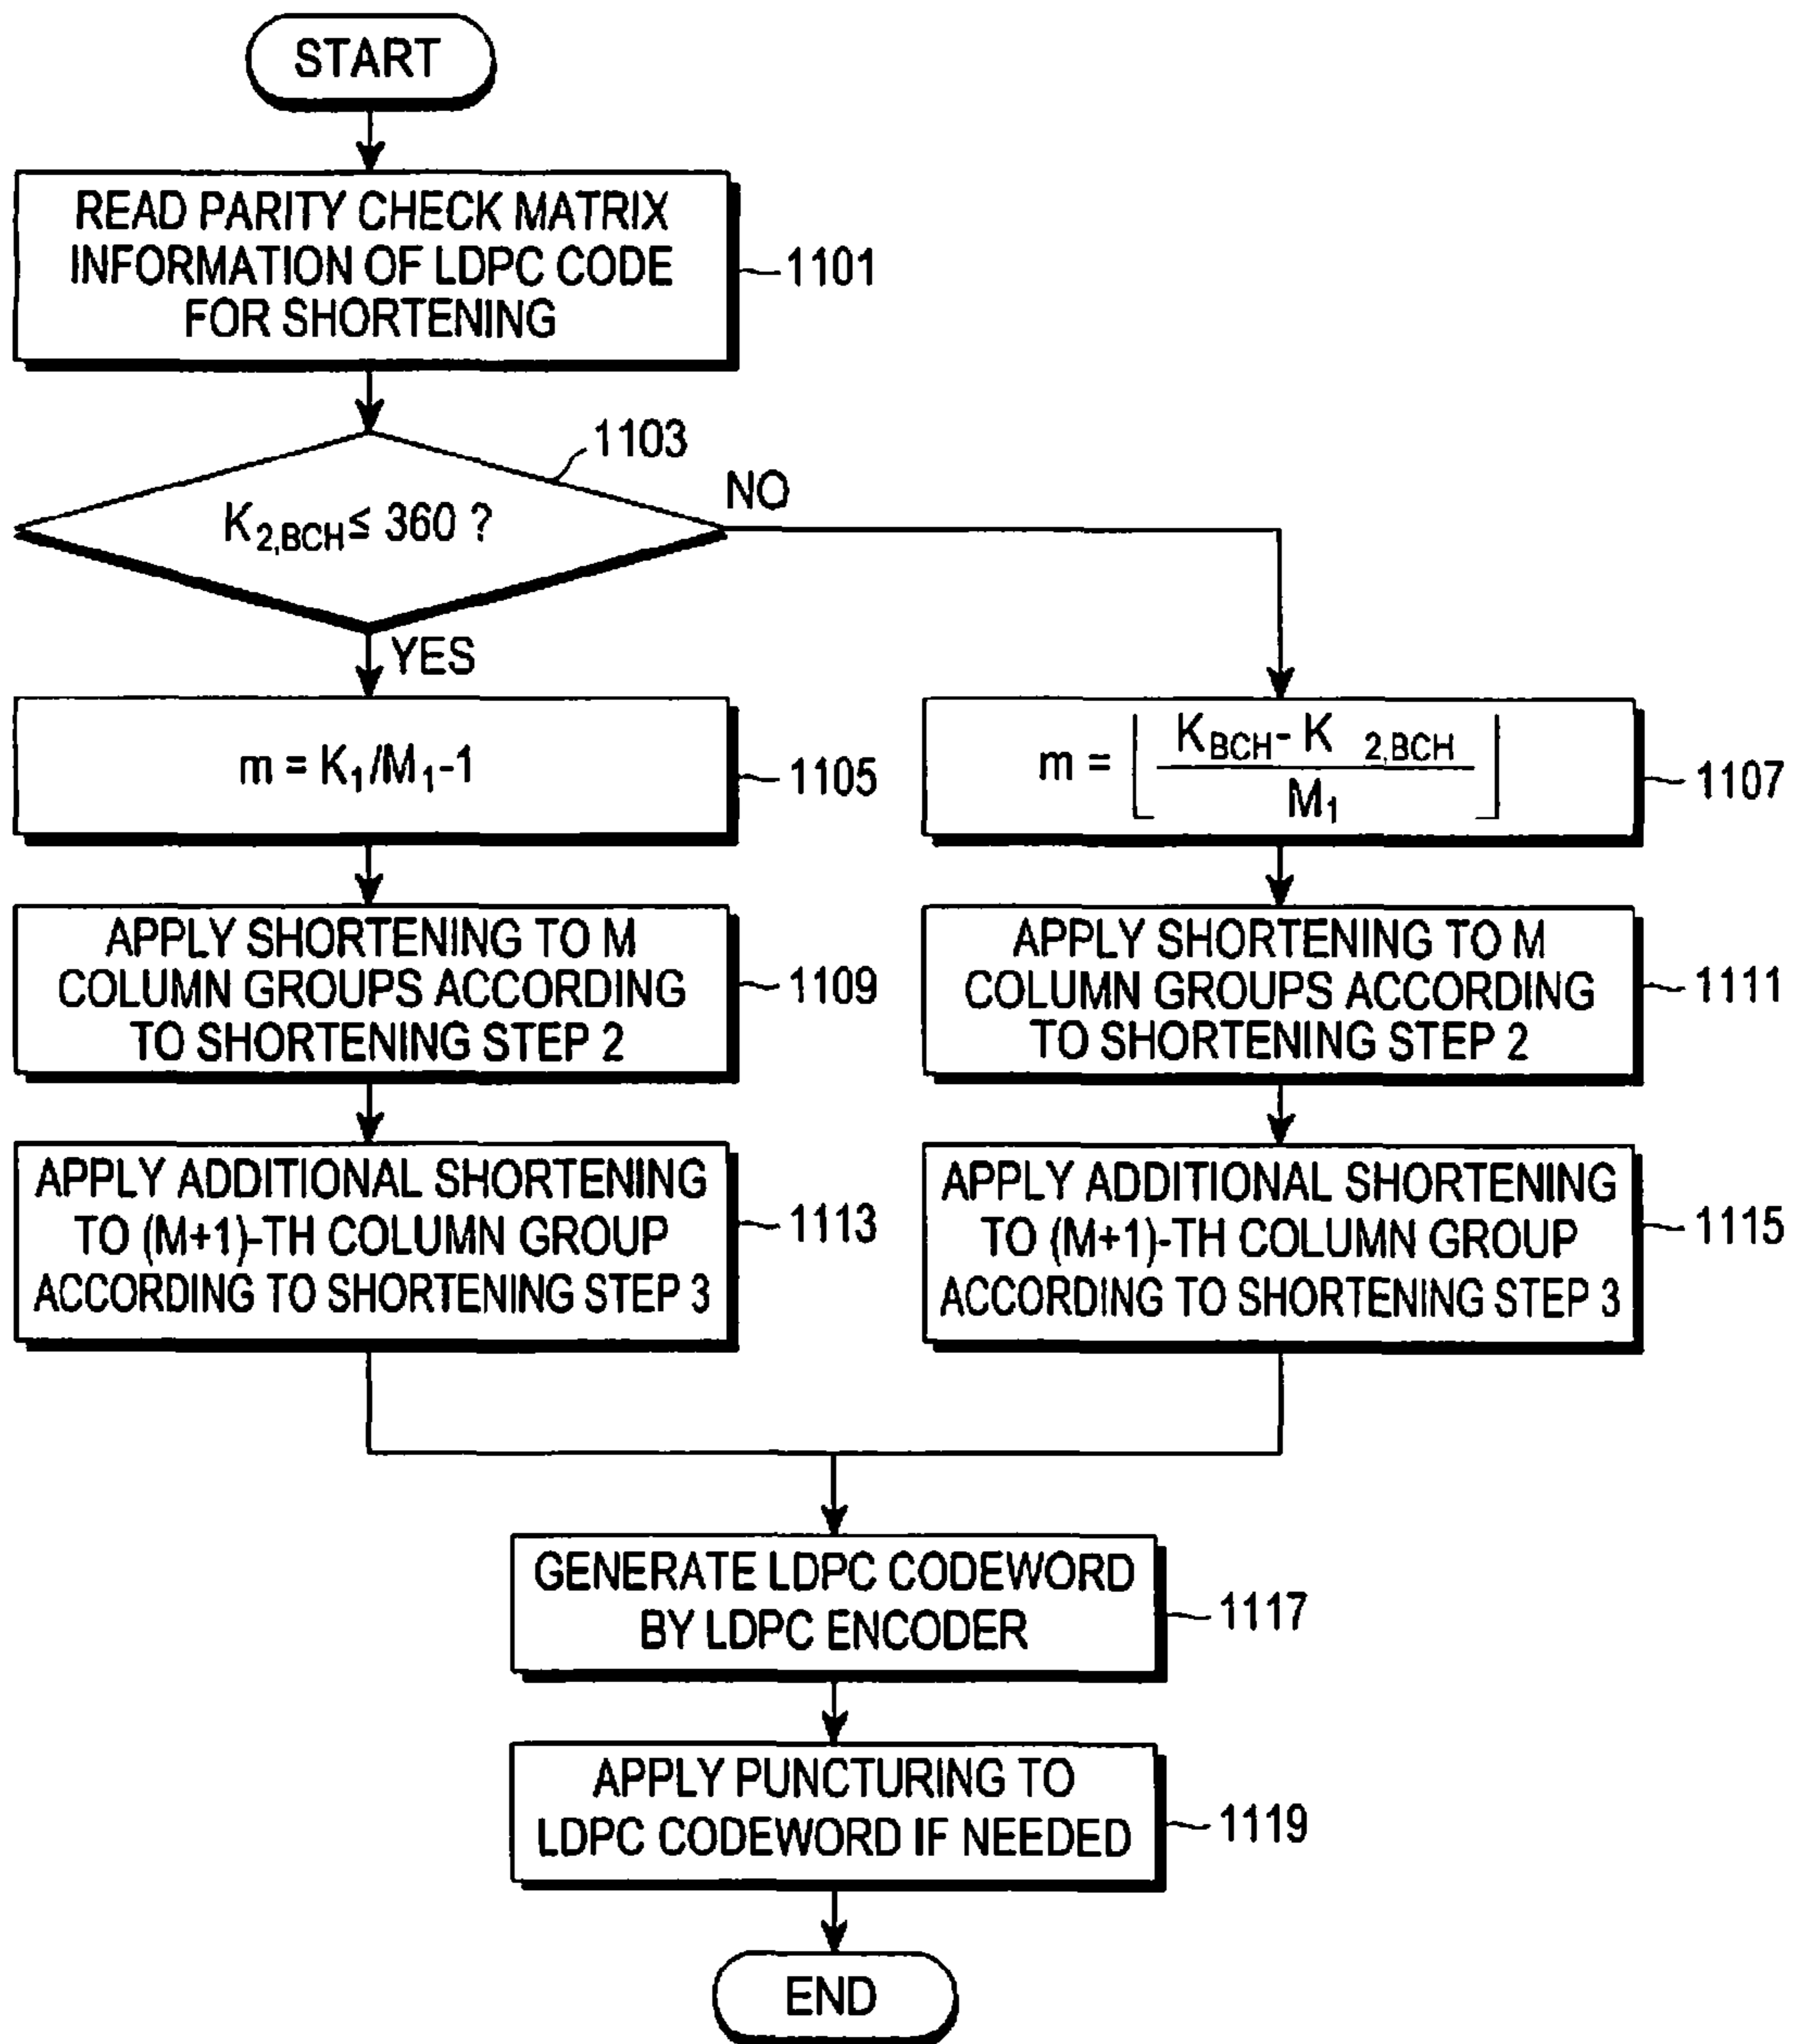 START
READ PARITY CHECK MATRIX
INFORMATION OF LDPC CODE
FOR SHORTENING
1101
1103
K2,BCH ≤ 360 ?
NO
YES
m = K1/M1-1
1105
m = ⌊ KBCH- K 2,BCH / M1 ⌋
1107
APPLY SHORTENING TO M
COLUMN GROUPS ACCORDING
TO SHORTENING STEP 2
1109
APPLY SHORTENING TO M
COLUMN GROUPS ACCORDING
TO SHORTENING STEP 2
1111
APPLY ADDITIONAL SHORTENING
TO (M+1)-TH COLUMN GROUP
ACCORDING TO SHORTENING STEP 3
1113
APPLY ADDITIONAL SHORTENING
TO (M+1)-TH COLUMN GROUP
ACCORDING TO SHORTENING STEP 3
1115
GENERATE LDPC CODEWORD
BY LDPC ENCODER
1117
APPLY PUNCTURING TO
LDPC CODEWORD IF NEEDED
1119
END